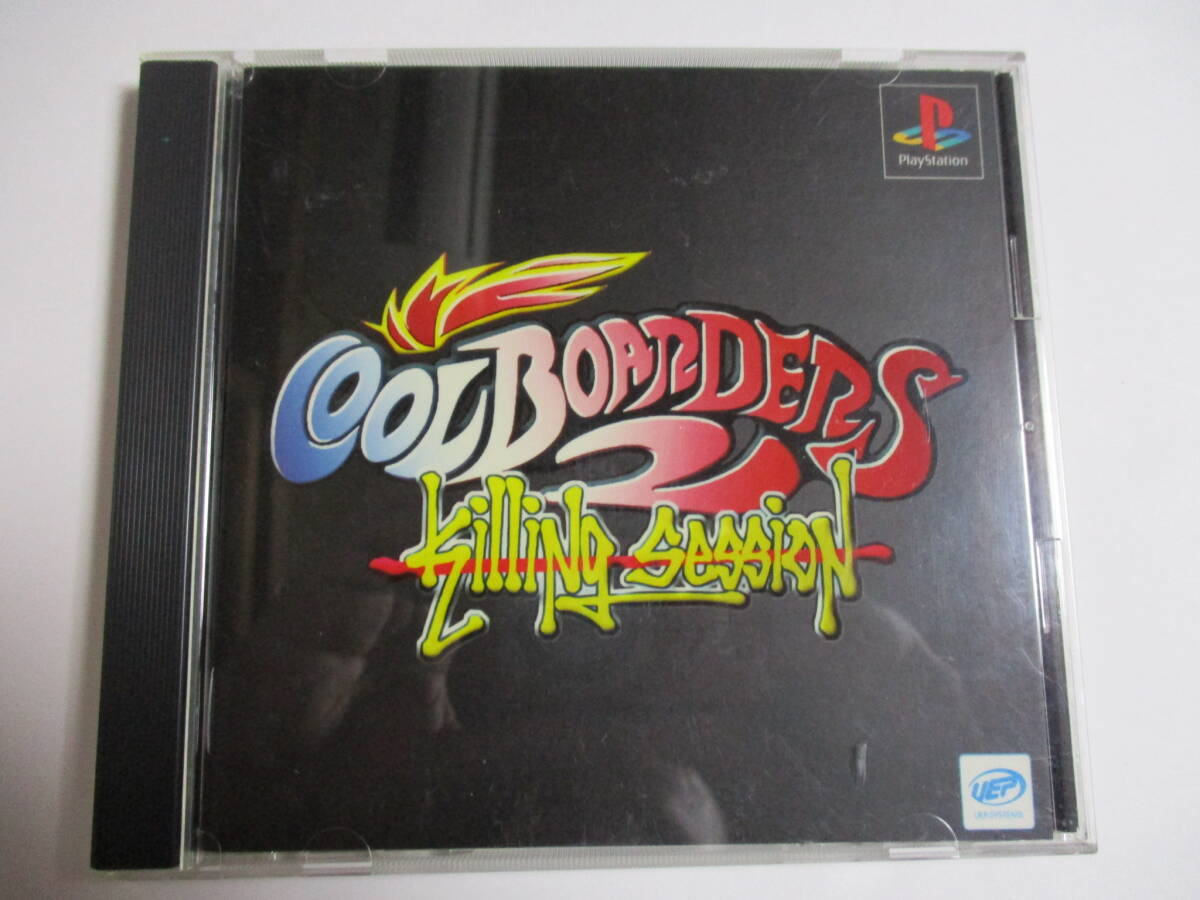 PlayStation
COOLBOARDERS
2
killing session
UEP
UEP SYSTEMS